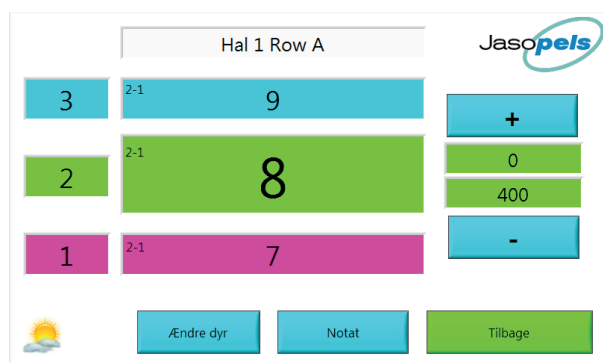 Hal 1 Row A
Jasopels
3
2-1
9
+
2
2-1
8
0
400
1
2-1
7
-
Ændre dyr
Notat
Tilbage